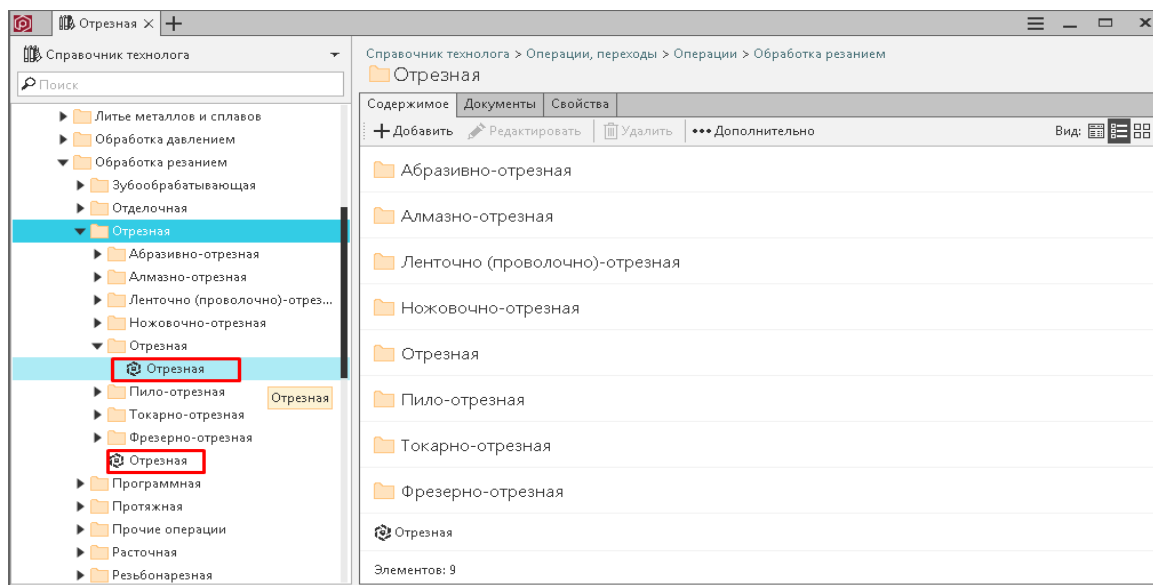 Отрезная
Справочник технолога
Поиск
Литье металлов и сплавов
Обработка давлением
Обработка резанием
Зубообрабатывающая
Отделочная
Отрезная
Абразивно-отрезная
Алмазно-отрезная
Ленточно (проволочно)-отрез...
Ножовочно-отрезная
Отрезная
Отрезная
Пило-отрезная
Отрезная
Токарно-отрезная
Фрезерно-отрезная
Отрезная
Программная
Протяжная
Прочие операции
Расточная
Резьбонарезная
Справочник технолога > Операции, переходы > Операции > Обработка резанием
Отрезная
Содержимое Документы Свойства
Добавить Редактировать Удалить Дополнительно Вид:
Абразивно-отрезная
Алмазно-отрезная
Ленточно (проволочно)-отрезная
Ножовочно-отрезная
Отрезная
Пило-отрезная
Токарно-отрезная
Фрезерно-отрезная
Отрезная
Элементов: 9